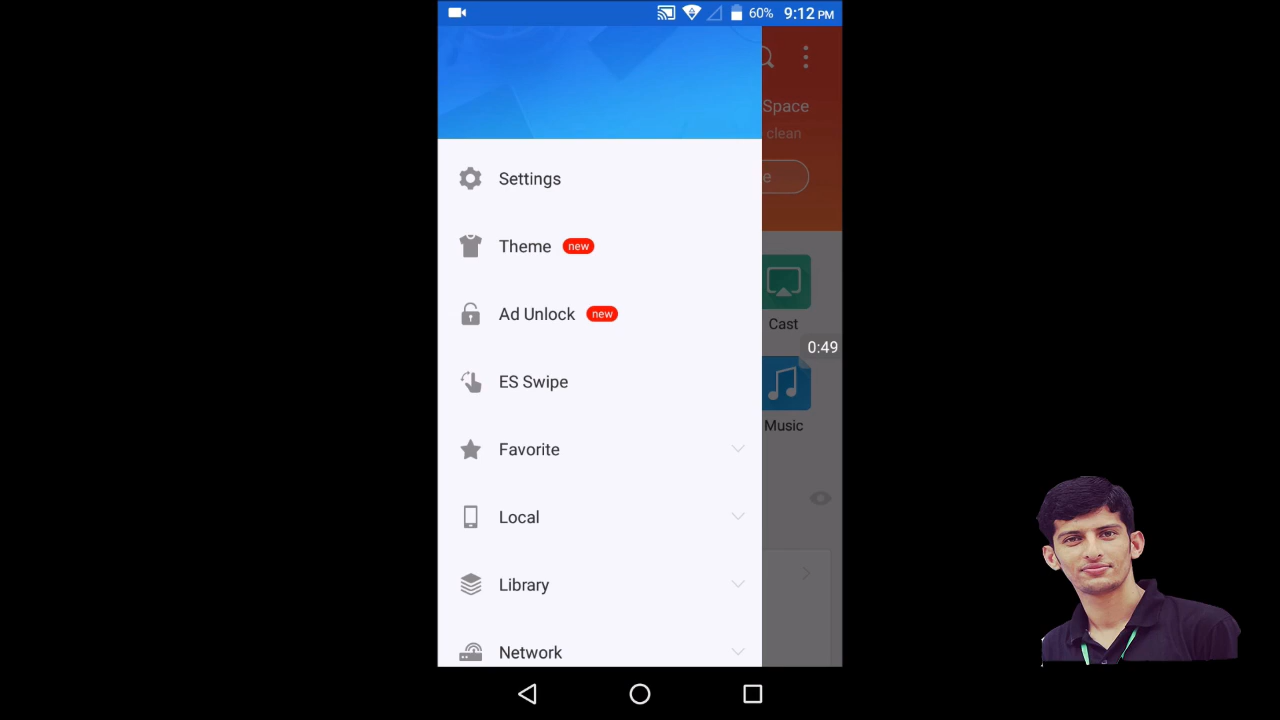 60% 9:12 PM
Space
clean
e
Settings
Theme new
Ad Unlock new
Cast
0:49
ES Swipe
Music
Favorite
Local
Library
Network